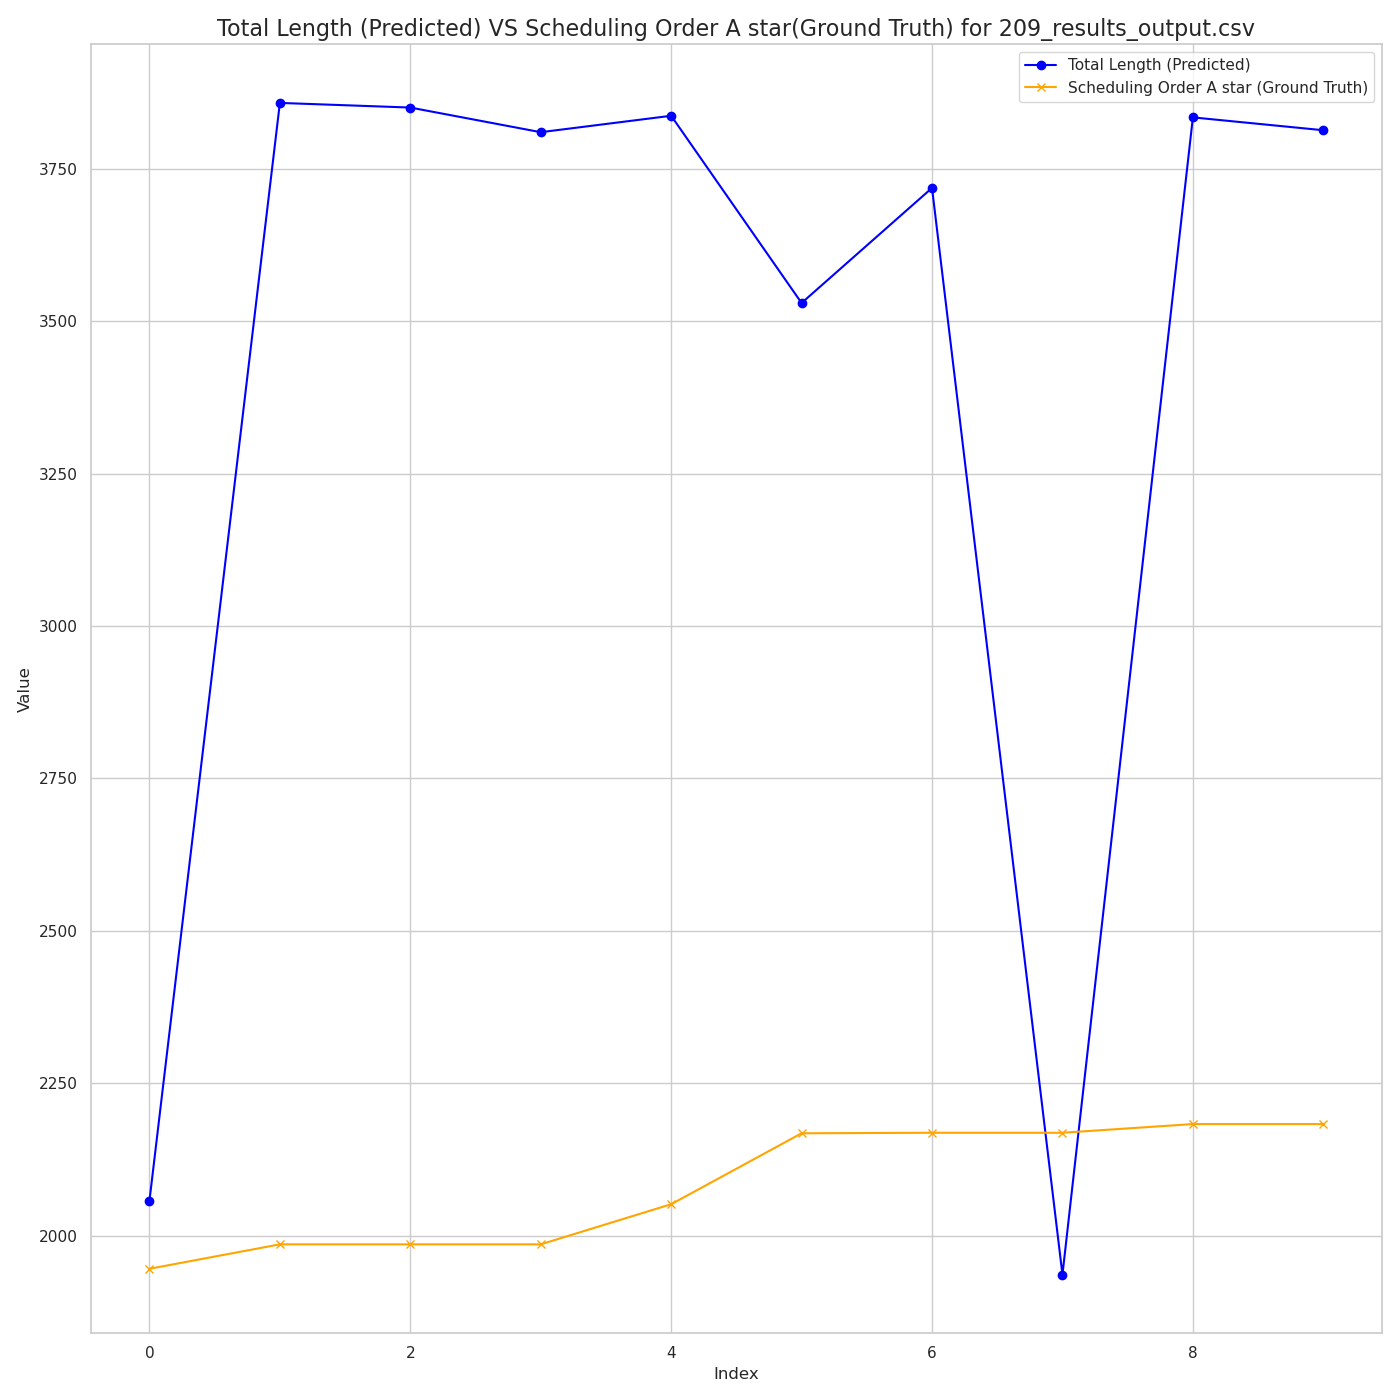 Total Length (Predicted) VS Scheduling Order A star(Ground Truth) for 209_results_output.csv
Total Length (Predicted)
Scheduling Order A star (Ground Truth)
3750
3500
3250
3000
2750
2500
2250
2000
Value
0 2 4 6 8
Index